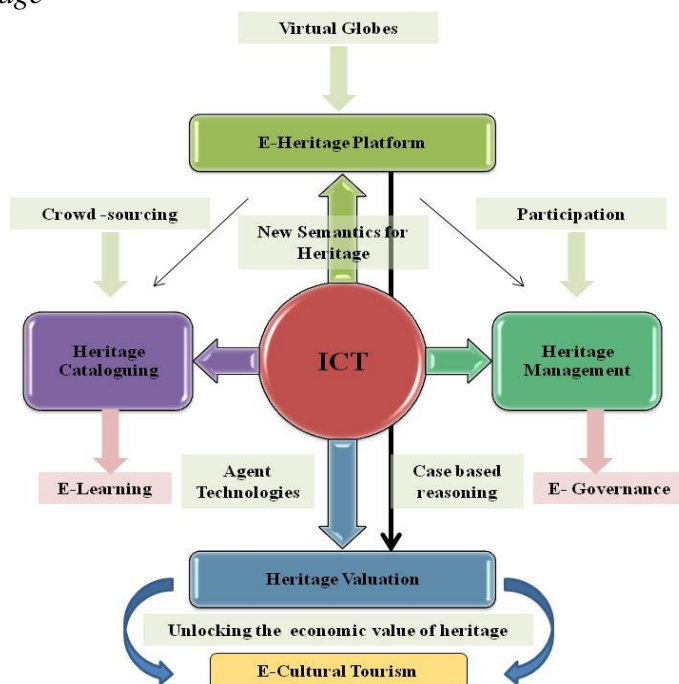 Virtual Globes
E-Heritage Platform
Crowd -sourcing
Participation
New Semantics for
Heritage
Heritage
Cataloguing
ICT
Heritage
Management
E-Learning
Agent
Technologies
Case based
reasoning
E- Governance
Heritage Valuation
Unlocking the economic value of heritage
E-Cultural Tourism